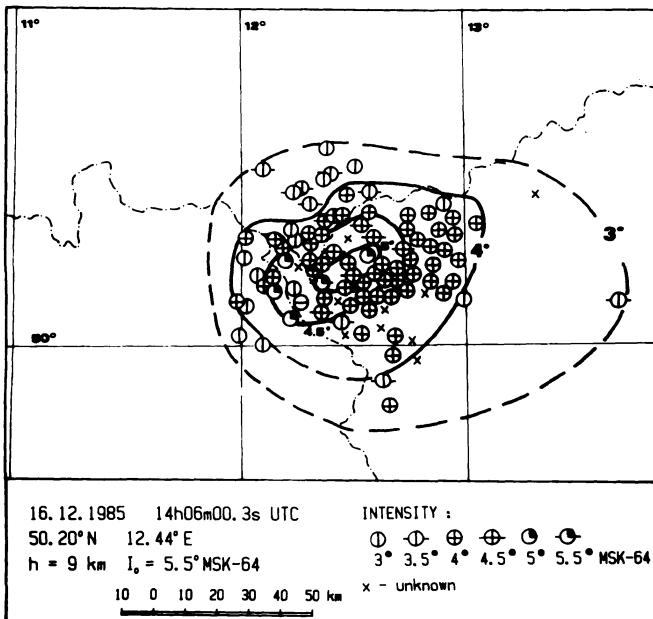 11° 12° 13°
5°
4°
3°
4.5°
50°
16.12.1985 14h06m00.3s UTC
50.20°N 12.44°E
h = 9 km I₀ = 5.5° MSK-64
10 0 10 20 30 40 50 km
INTENSITY :
3° 3.5° 4° 4.5° 5° 5.5° MSK-64
x - unknown